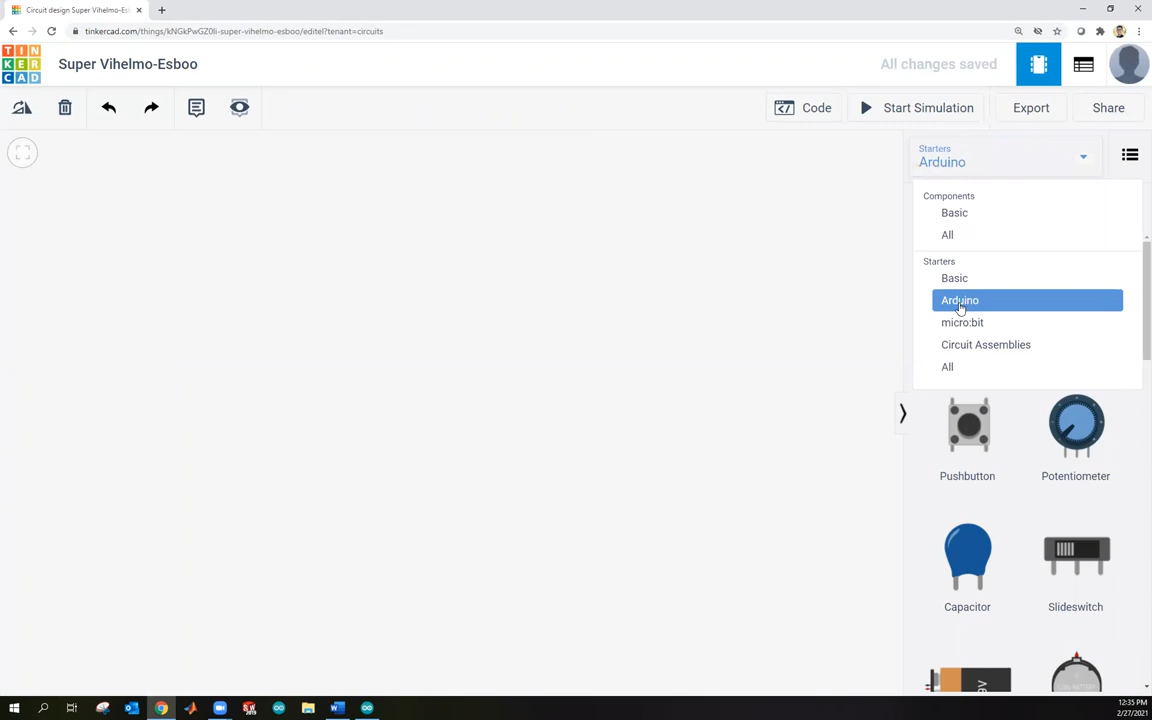 Circuit design Super Vihelmo-Es
tinkercad.com/things/kNGkPwGZ0li-super-vihelmo-esboo/editel?tenant=circuits
TIN
KER
CAD
Super Vihelmo-Esboo
All changes saved
Code
Start Simulation
Export
Share
Starters
Arduino
Components
Basic
All
Starters
Basic
Arduino
micro:bit
Circuit Assemblies
All
Pushbutton
Potentiometer
Capacitor
Slideswitch
9V
12:35 PM
2/27/2021